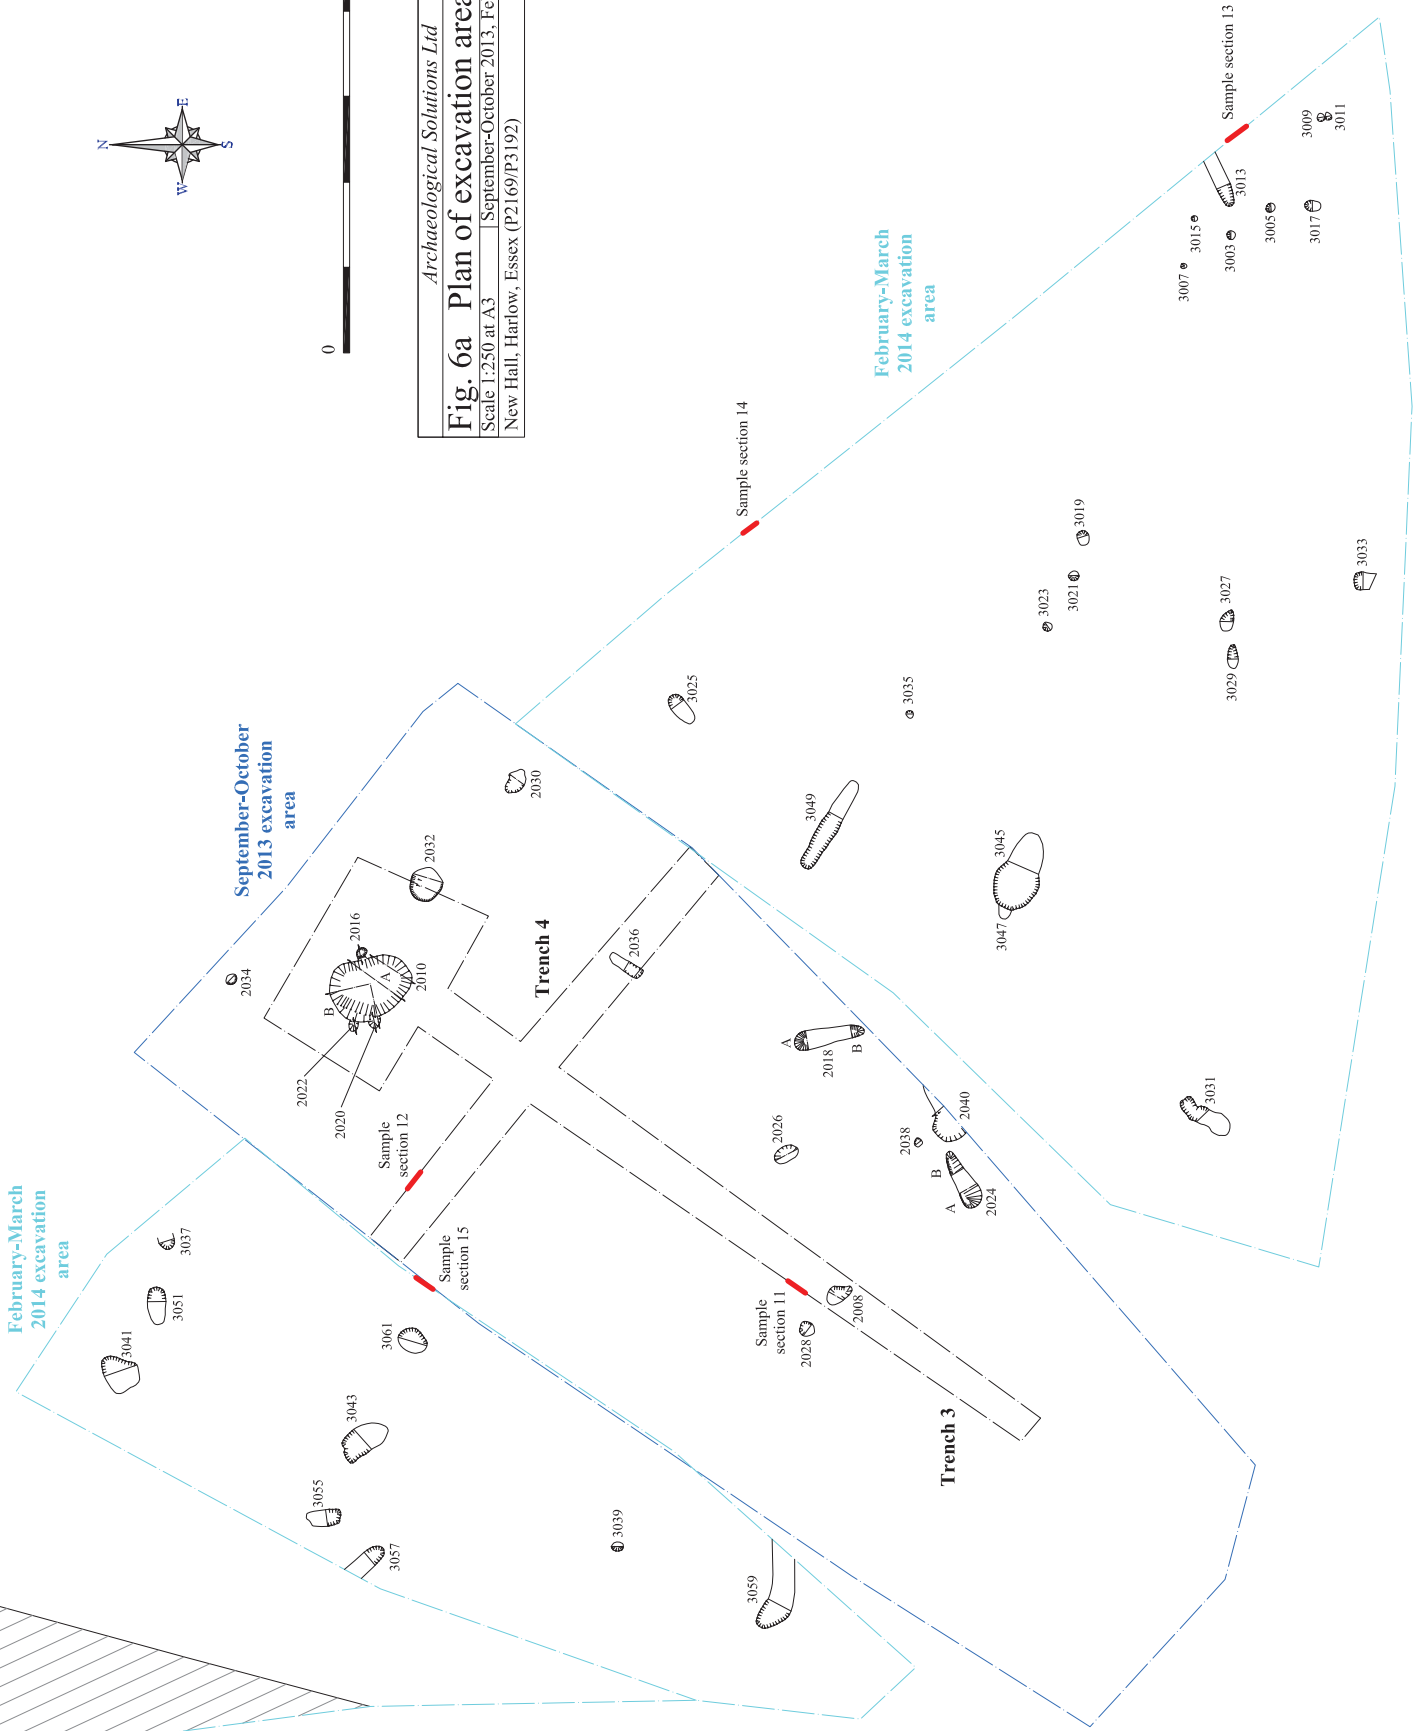 N
W
E
S
0
Archaeological Solutions Ltd
Fig. 6a Plan of excavation area
Scale 1:250 at A3
September-October 2013, Fe
New Hall, Harlow, Essex (P2169/P3192)
Sample section 13
3009
3011
3013
3015
3003
3007
3005
3017
February-March
2014 excavation
area
Sample section 14
3019
3021
3023
3027
3029
3033
3025
3035
3049
3045
3047
3031
September-October
2013 excavation
area
2030
2032
2034
2016
2010
A
B
2022
2020
Trench 4
2036
Sample
section 12
A
2018
B
2026
2038
2040
B
A
2024
Sample
section 15
Sample
section 11
2008
2028
Trench 3
February-March
2014 excavation
area
3037
3051
3041
3061
3043
3055
3057
3039
3059